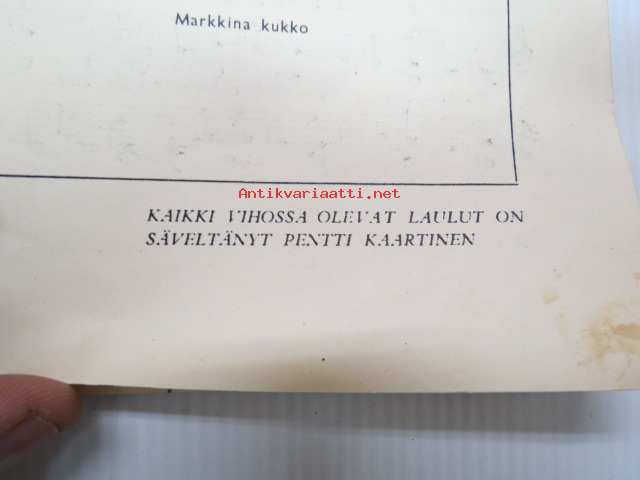 Markkina kukko
Antikvariaatti.net
KAIKKI VIHOSSA OLEVAT LAULUT ON
SÄVELTÄNYT PENTTI KAARTINEN